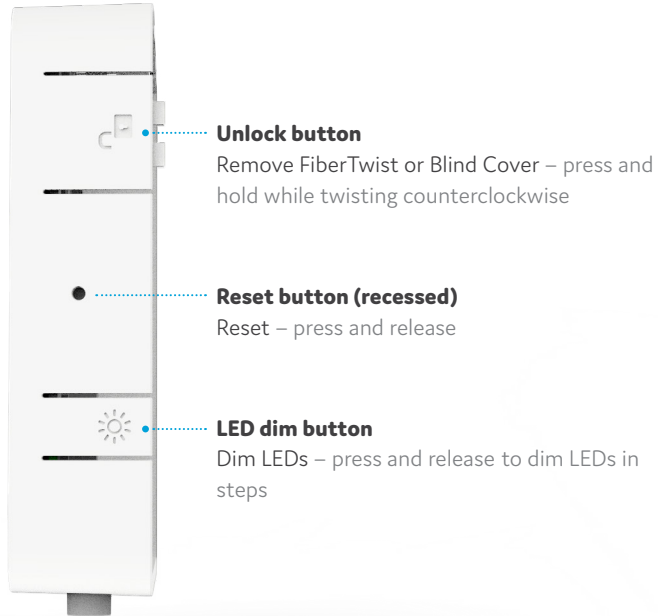 Unlock button
Remove FiberTwist or Blind Cover – press and
hold while twisting counterclockwise
Reset button (recessed)
Reset – press and release
LED dim button
Dim LEDs – press and release to dim LEDs in
steps